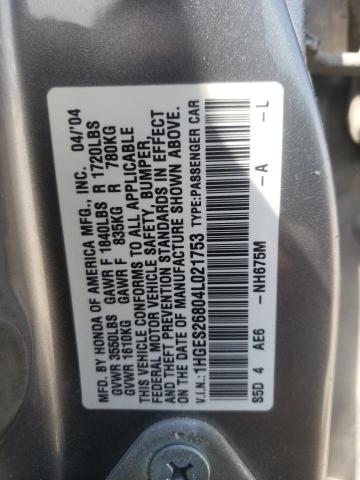 MFD. BY HONDA OF AMERICA MFG., INC. 04/'04
GVWR 3550LBS GAWR F 1840LBS R 1720LBS
GVWR 1610KG GAWR F 835KG R 780KG
THIS VEHICLE CONFORMS TO ALL APPLICABLE
FEDERAL MOTOR VEHICLE SAFETY, BUMPER,
AND THEFT PREVENTION STANDARDS IN EFFECT
ON THE DATE OF MANUFACTURE SHOWN ABOVE.
V.I.N.: 1HGES26804L021753 TYPE:PASSENGER CAR
S5D 4 AE6 -NH675M -A -L